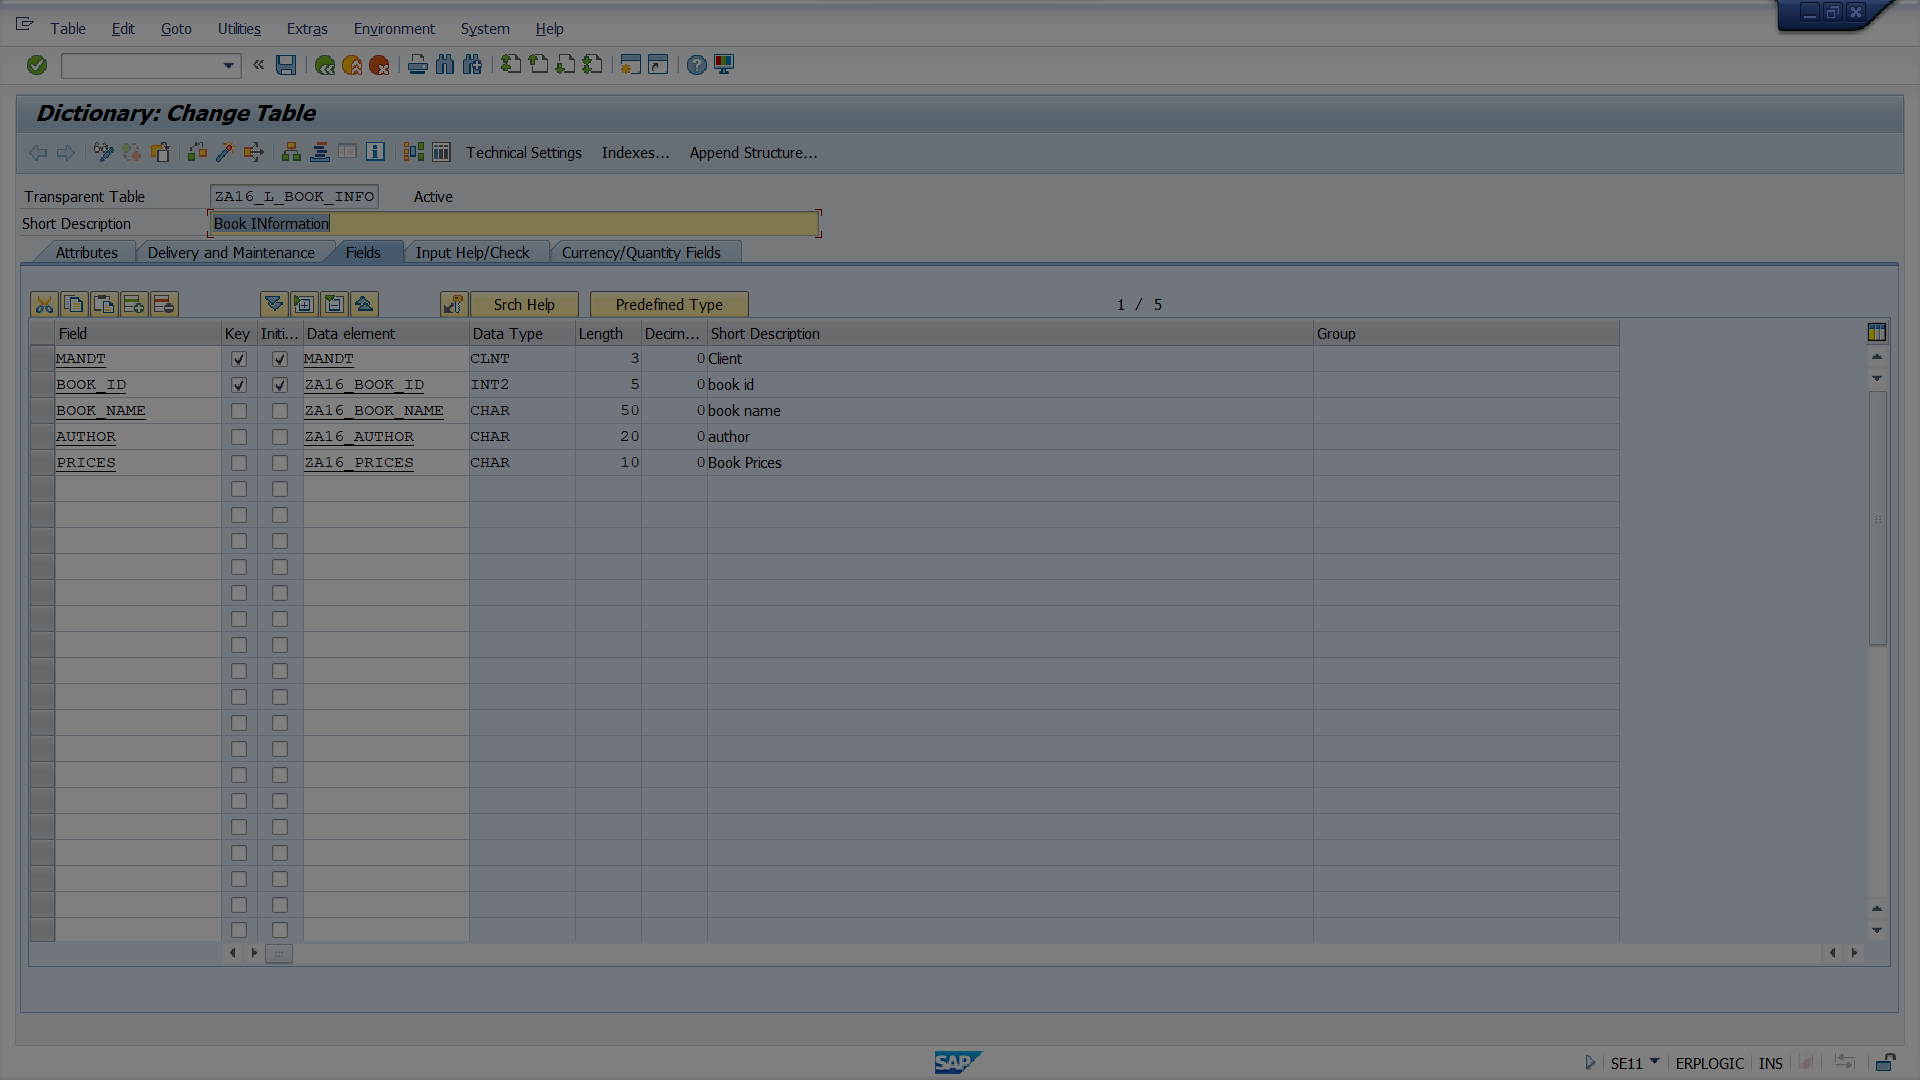 Table Edit Goto Utilities Extras Environment System Help
Dictionary: Change Table
Technical Settings Indexes... Append Structure...
Transparent Table ZA16_L_BOOK_INFO Active
Short Description Book INformation
Attributes Delivery and Maintenance Fields Input Help/Check Currency/Quantity Fields
Srch Help Predefined Type 1 / 5
Field Key Initi... Data element Data Type Length Decim... Short Description Group
MANDT MANDT CLNT 3 0 Client
BOOK_ID ZA16_BOOK_ID INT2 5 0 book id
BOOK_NAME ZA16_BOOK_NAME CHAR 50 0 book name
AUTHOR ZA16_AUTHOR CHAR 20 0 author
PRICES ZA16_PRICES CHAR 10 0 Book Prices
SAP SE11 ERPLOGIC INS